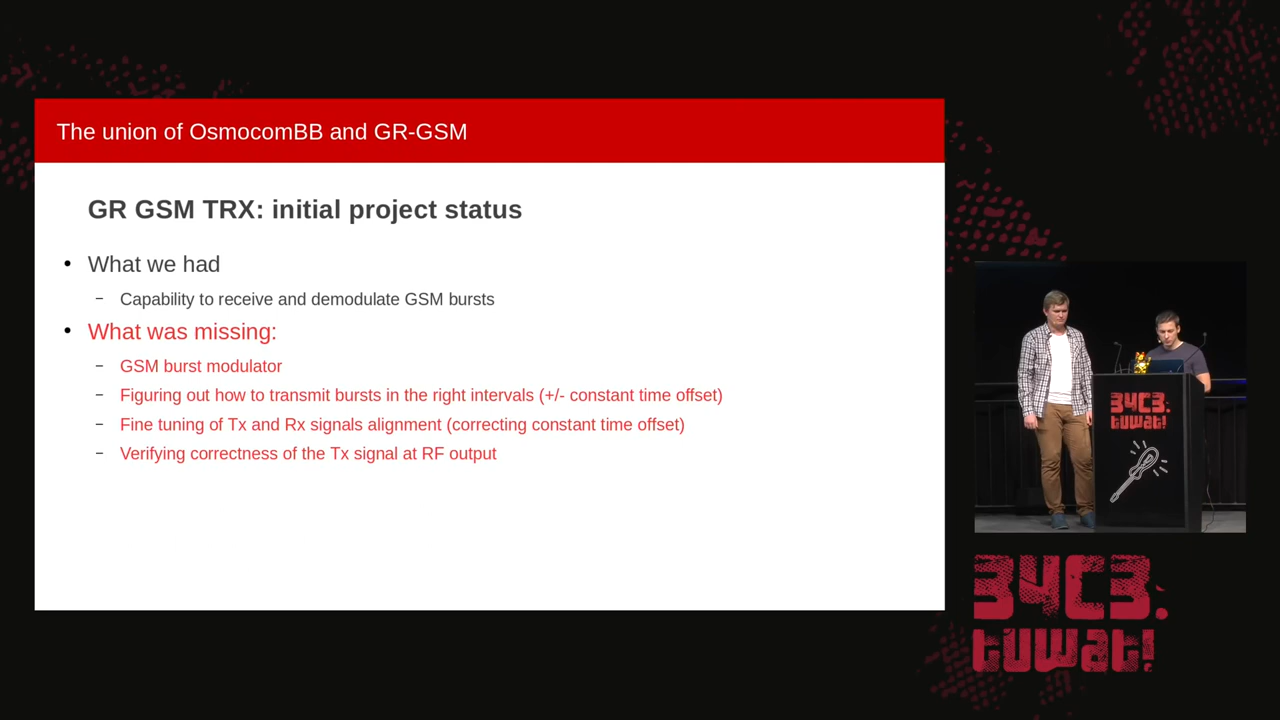 The union of OsmocomBB and GR-GSM
GR GSM TRX: initial project status
• What we had
– Capability to receive and demodulate GSM bursts
• What was missing:
– GSM burst modulator
– Figuring out how to transmit bursts in the right intervals (+/- constant time offset)
– Fine tuning of Tx and Rx signals alignment (correcting constant time offset)
– Verifying correctness of the Tx signal at RF output
34C3.
tuwat!
34C3.
tuwat!